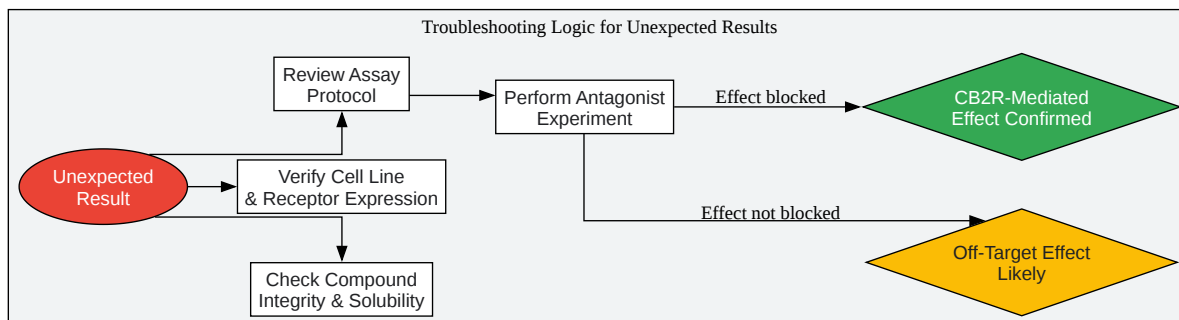 Troubleshooting Logic for Unexpected Results
Review Assay
Protocol
Perform Antagonist
Experiment
Effect blocked
CB2R-Mediated
Effect Confirmed
Unexpected
Result
Verify Cell Line
& Receptor Expression
Effect not blocked
Off-Target Effect
Likely
Check Compound
Integrity & Solubility